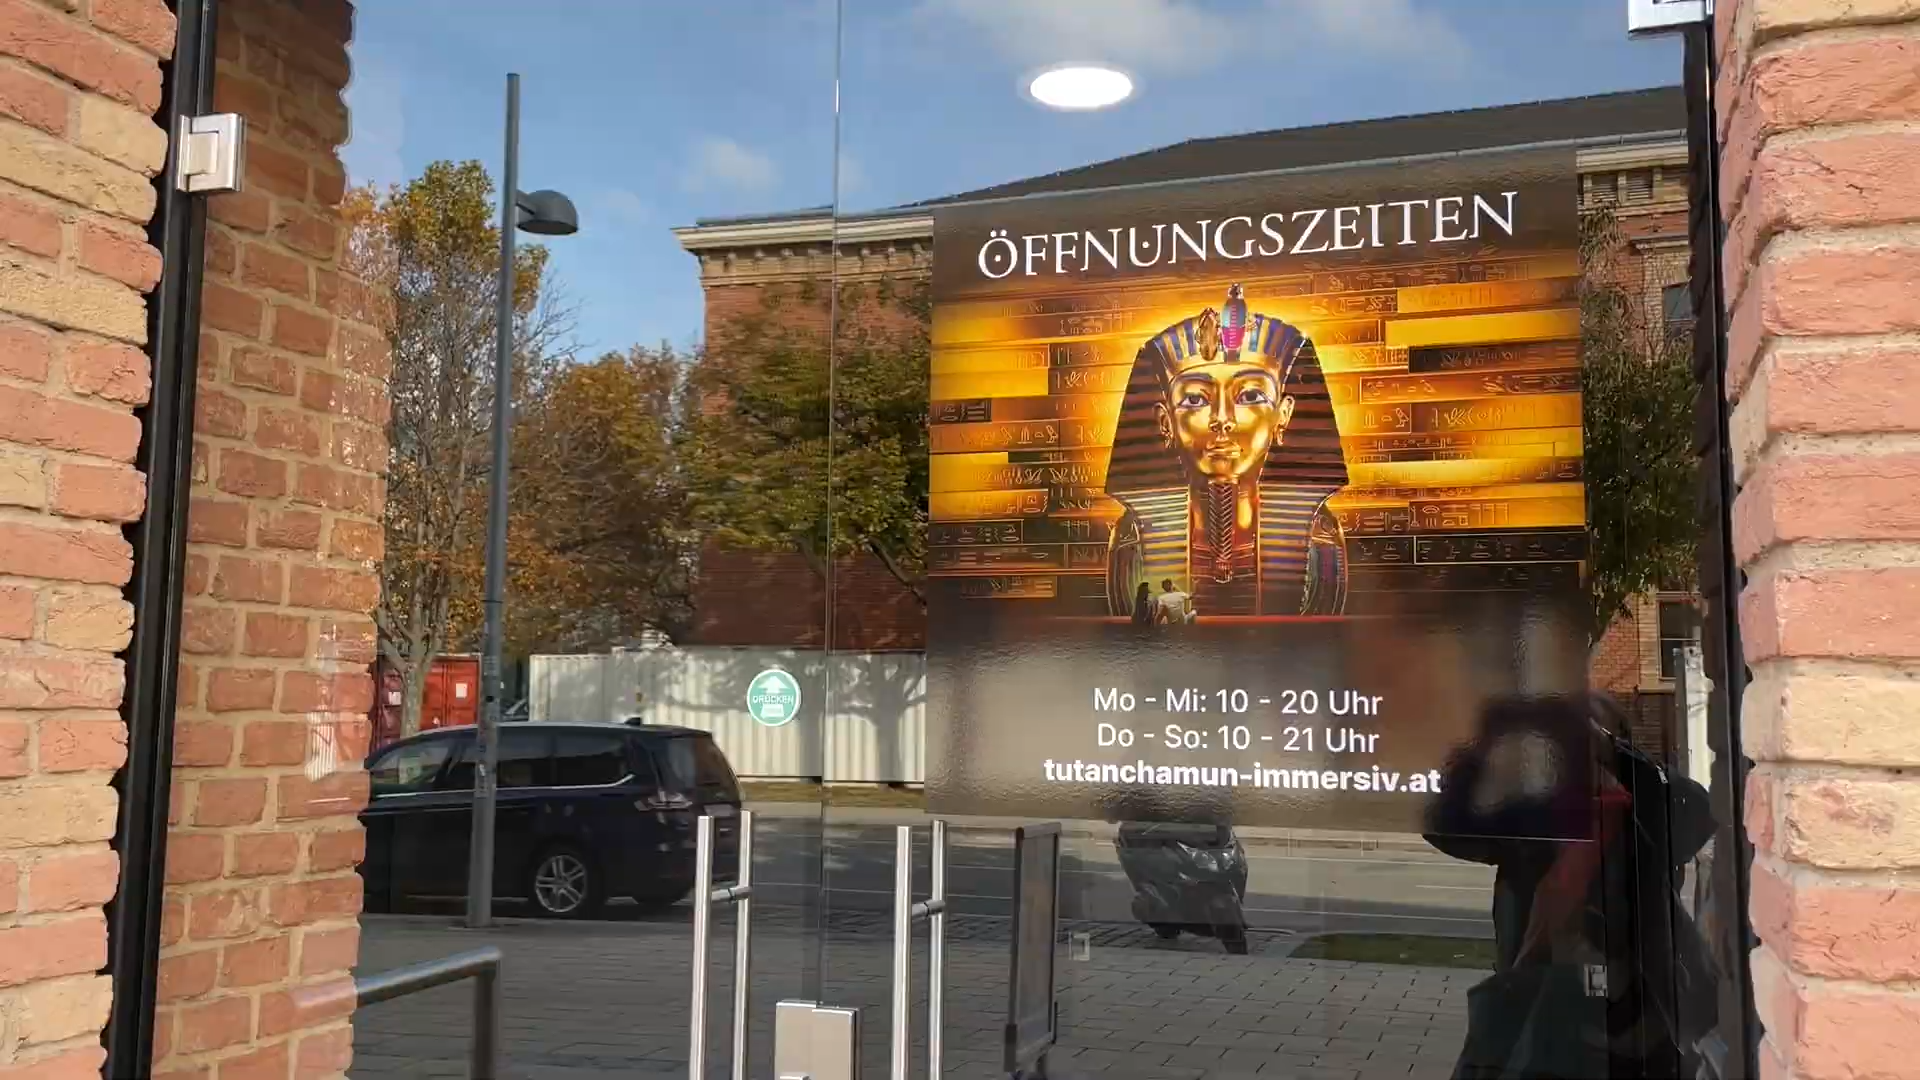 ÖFFNUNGSZEITEN
DRÜCKEN
Mo - Mi: 10 - 20 Uhr
Do - So: 10 - 21 Uhr
tutanchamun-immersiv.at